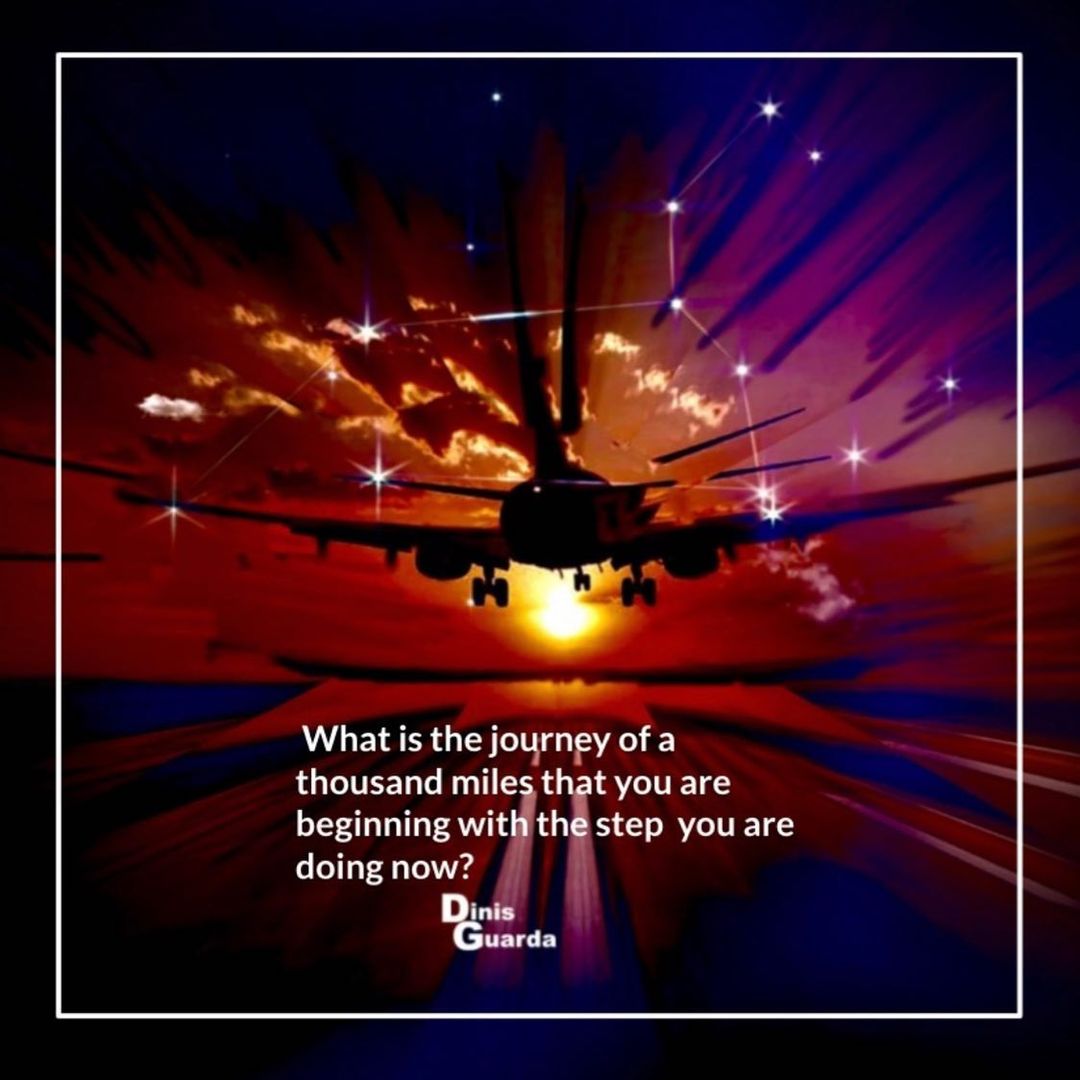 What is the journey of a
thousand miles that you are
beginning with the step  you are
doing now?
Dinis
Guarda